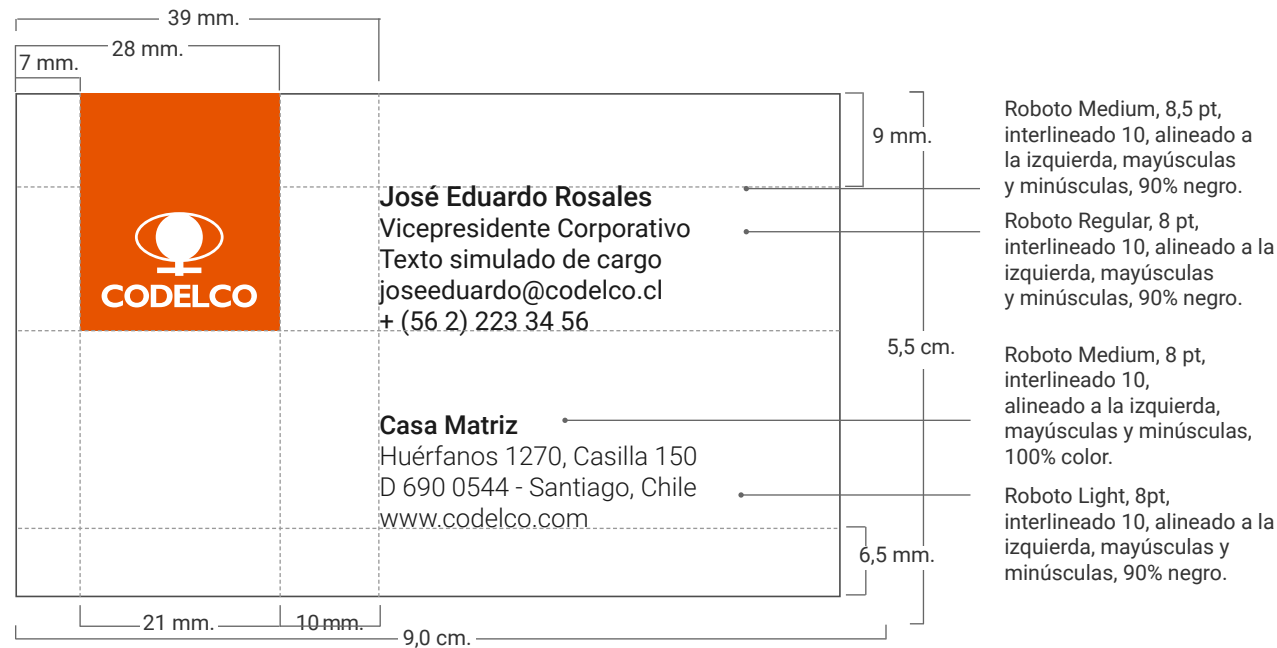 39 mm.
28 mm.
7 mm.
9 mm.
CODELCO
José Eduardo Rosales
Vicepresidente Corporativo
Texto simulado de cargo
joseeduardo@codelco.cl
+ (56 2) 223 34 56
Casa Matriz
Huérfanos 1270, Casilla 150
D 690 0544 - Santiago, Chile
www.codelco.com
5,5 cm.
6,5 mm.
21 mm.
10 mm.
9,0 cm.
Roboto Medium, 8,5 pt,
interlineado 10, alineado a
la izquierda, mayúsculas
y minúsculas, 90% negro.
Roboto Regular, 8 pt,
interlineado 10, alineado a la
izquierda, mayúsculas
y minúsculas, 90% negro.
Roboto Medium, 8 pt,
interlineado 10,
alineado a la izquierda,
mayúsculas y minúsculas,
100% color.
Roboto Light, 8pt,
interlineado 10, alineado a la
izquierda, mayúsculas y
minúsculas, 90% negro.